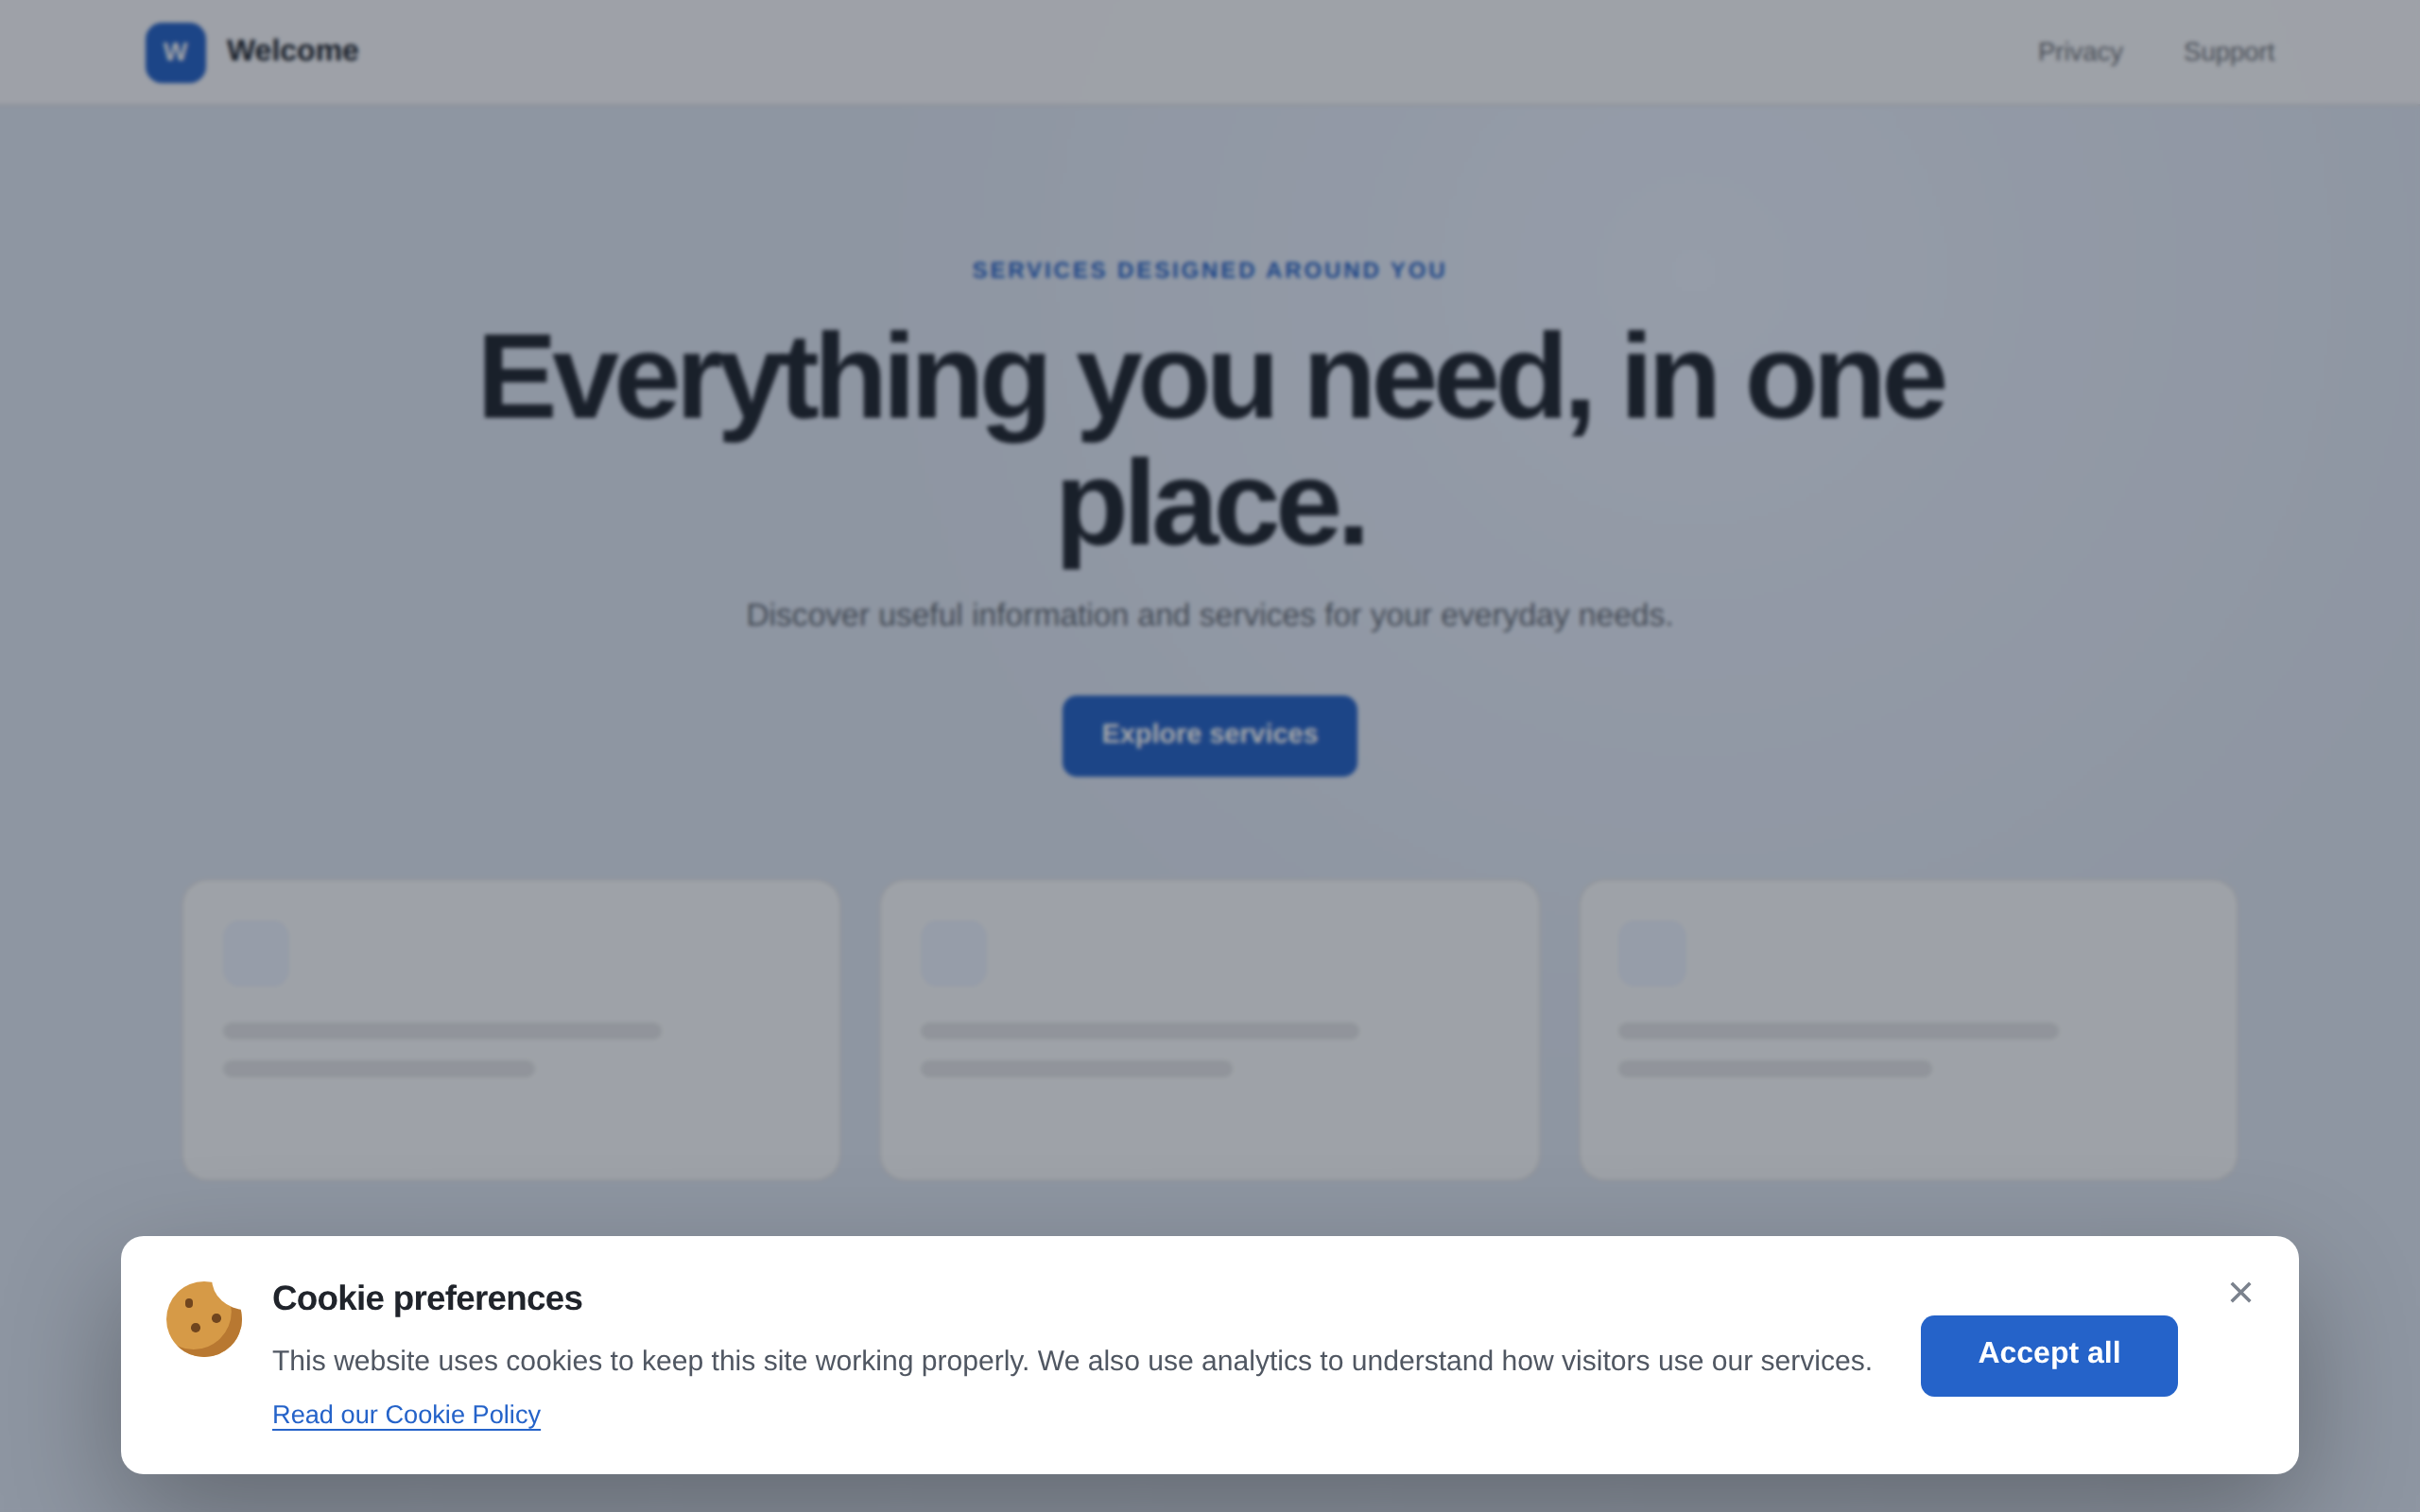 W
Welcome
Privacy
Support
SERVICES DESIGNED AROUND YOU
Everything you need, in one
place.
Discover useful information and services for your everyday needs.
Explore services
Cookie preferences
This website uses cookies to keep this site working properly. We also use analytics to understand how visitors use our services.
Read our Cookie Policy
Accept all